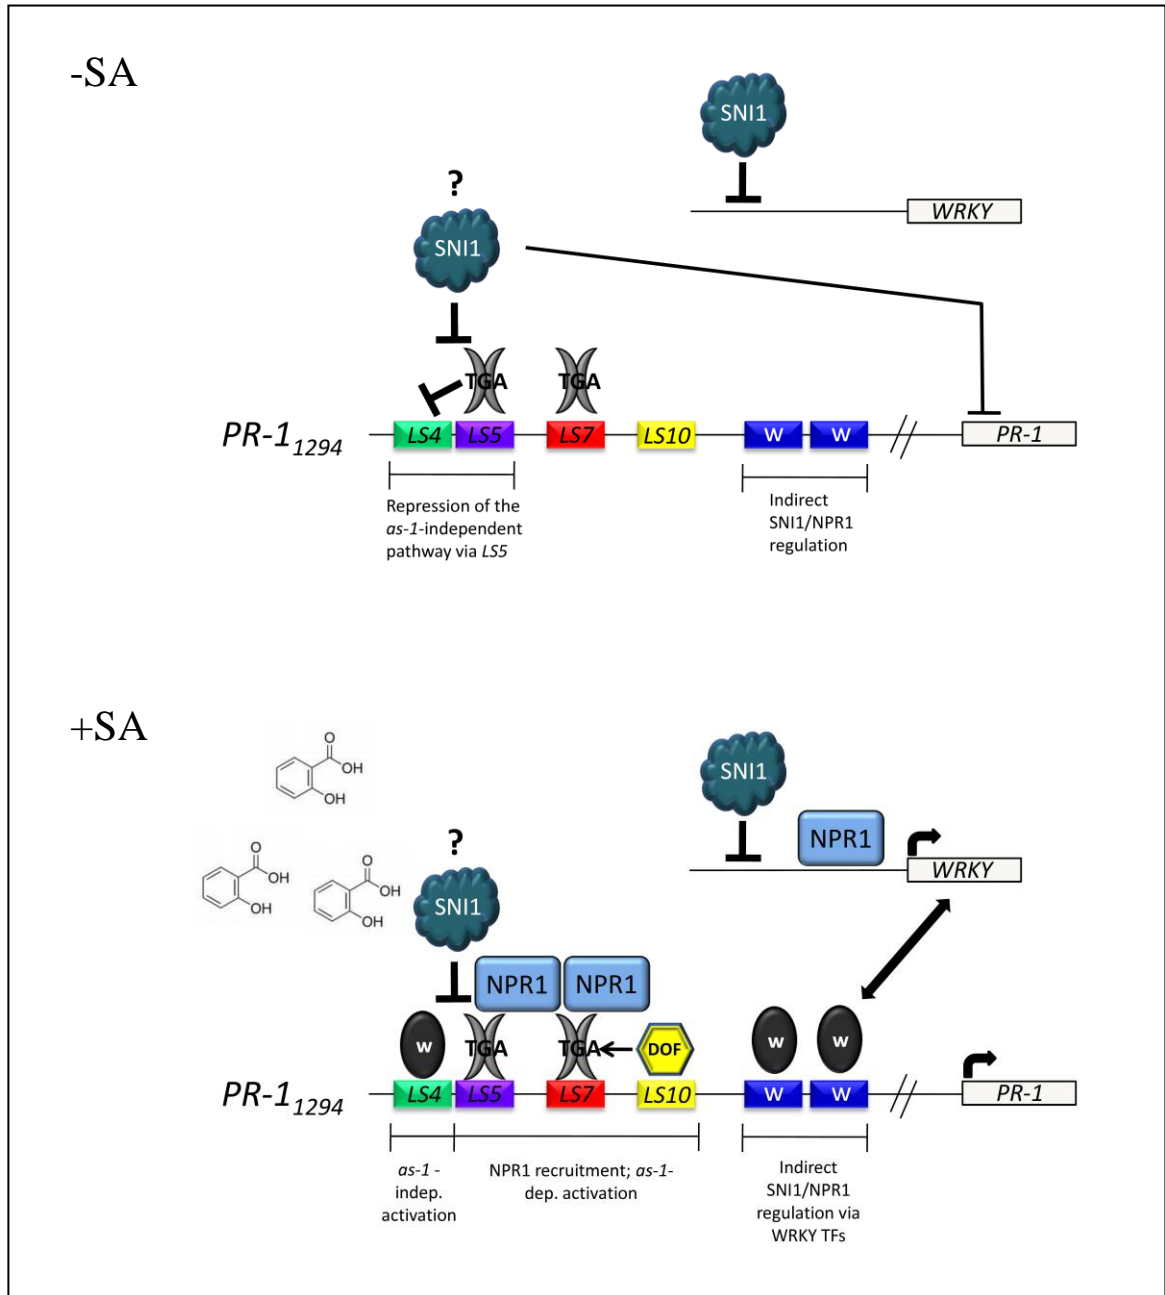 -SA
SNI1
WRKY
?
SNI1
TGA
TGA
PR-1₁₂₉₄
LS4
LS5
LS7
LS10
W
W
PR-1
Repression of the
as-1-independent
pathway via LS5
Indirect
SNI1/NPR1
regulation
+SA
O
OH
OH
O
OH
OH
O
OH
OH
SNI1
NPR1
WRKY
?
SNI1
NPR1
NPR1
w
TGA
TGA
DOF
w
w
PR-1₁₂₉₄
LS4
LS5
LS7
LS10
W
W
PR-1
as-1 -
indep.
activation
NPR1 recruitment; as-1-
dep. activation
Indirect
SNI1/NPR1
regulation via
WRKY TFs